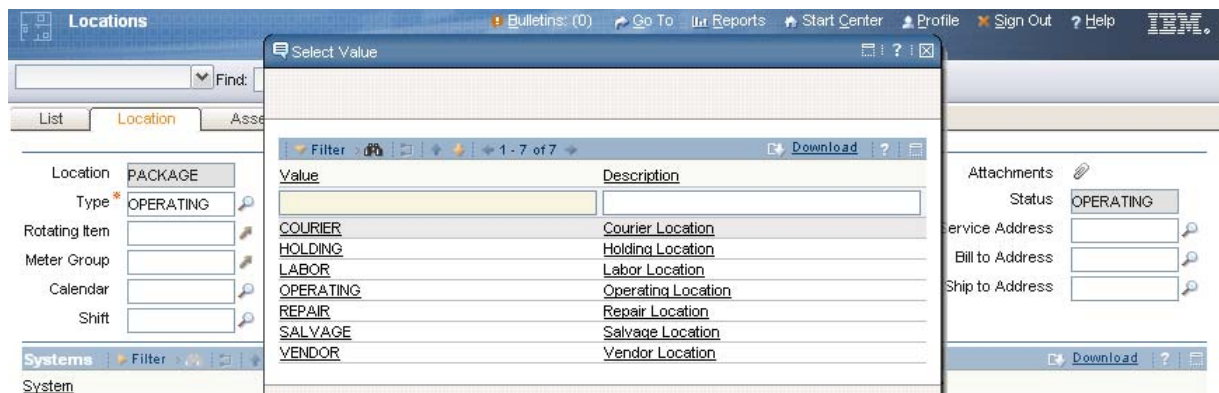 Locations
Bulletins: (0) Go To Reports Start Center Profile Sign Out ? Help IBM.
Select Value ?
Find:
List Location Asse
Filter 1 - 7 of 7 Download ?
Value Description
COURIER Courier Location
HOLDING Holding Location
LABOR Labor Location
OPERATING Operating Location
REPAIR Repair Location
SALVAGE Salvage Location
VENDOR Vendor Location
Location PACKAGE
Type * OPERATING
Rotating Item
Meter Group
Calendar
Shift
Attachments
Status OPERATING
ervice Address
Bill to Address
Ship to Address
Systems Filter Download ?
System